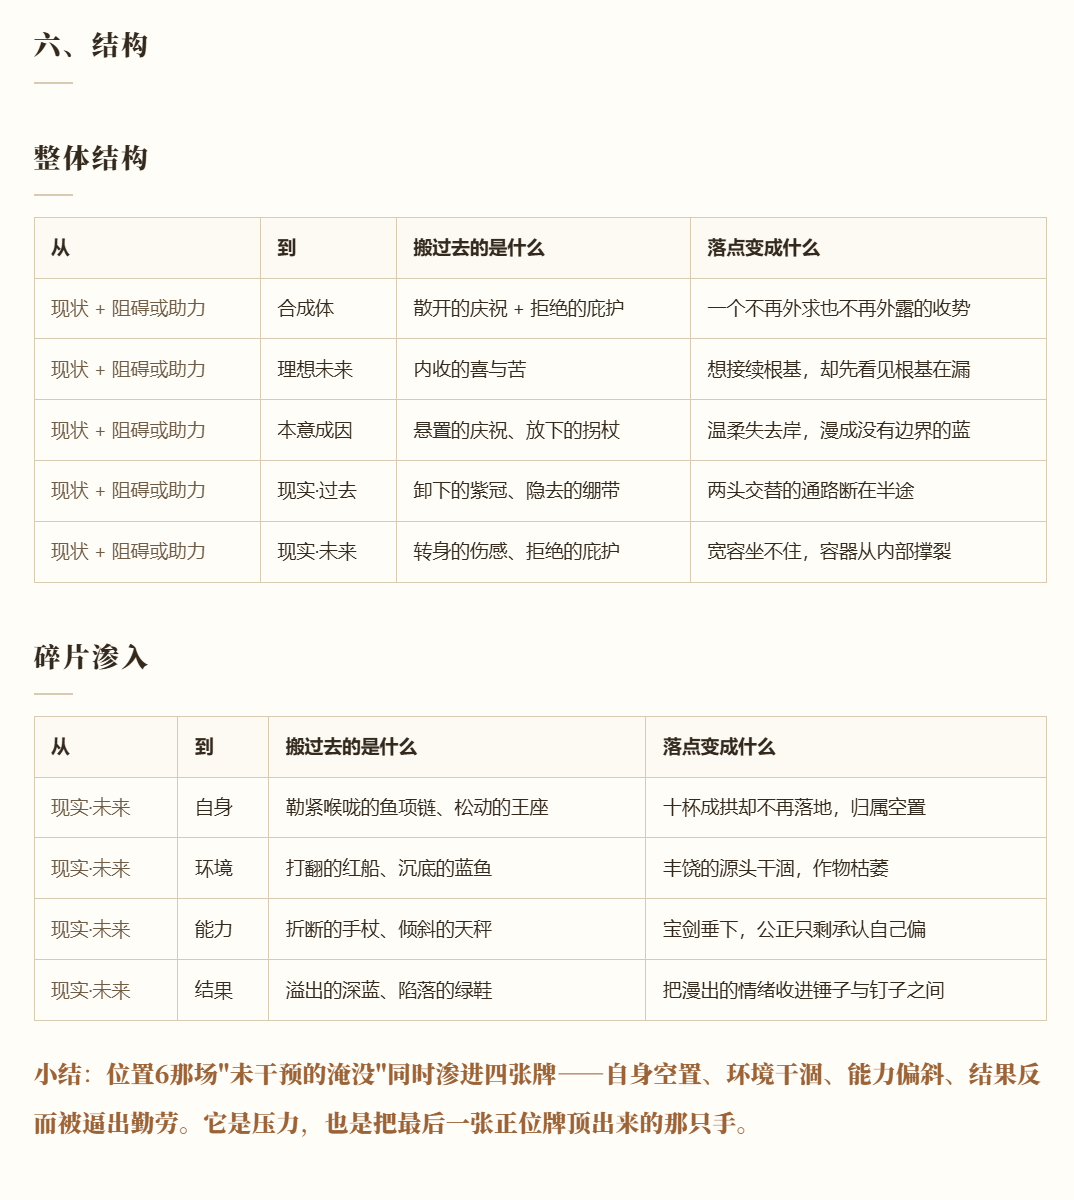 六、结构
整体结构
从 到 搬过去的是什么 落点变成什么
现状 + 阻碍或助力 合成体 散开的庆祝 + 拒绝的庇护 一个不再外求也不再外露的收势
现状 + 阻碍或助力 理想未来 内收的喜与苦 想接续根基，却先看见根基在漏
现状 + 阻碍或助力 本意成因 悬置的庆祝、放下的拐杖 温柔失去岸，漫成没有边界的蓝
现状 + 阻碍或助力 现实·过去 卸下的紫冠、隐去的绷带 两头交替的通路断在半途
现状 + 阻碍或助力 现实·未来 转身的伤感、拒绝的庇护 宽容坐不住，容器从内部撑裂
碎片渗入
从 到 搬过去的是什么 落点变成什么
现实·未来 自身 勒紧喉咙的鱼项链、松动的王座 十杯成拱却不再落地，归属空置
现实·未来 环境 打翻的红船、沉底的蓝鱼 丰饶的源头干涸，作物枯萎
现实·未来 能力 折断的手杖、倾斜的天秤 宝剑垂下，公正只剩承认自己偏
现实·未来 结果 溢出的深蓝、陷落的绿鞋 把漫出的情绪收进锤子与钉子之间
小结：位置6那场"未干预的淹没"同时渗进四张牌——自身空置、环境干涸、能力偏斜、结果反
而被逼出勤劳。它是压力，也是把最后一张正位牌顶出来的那只手。